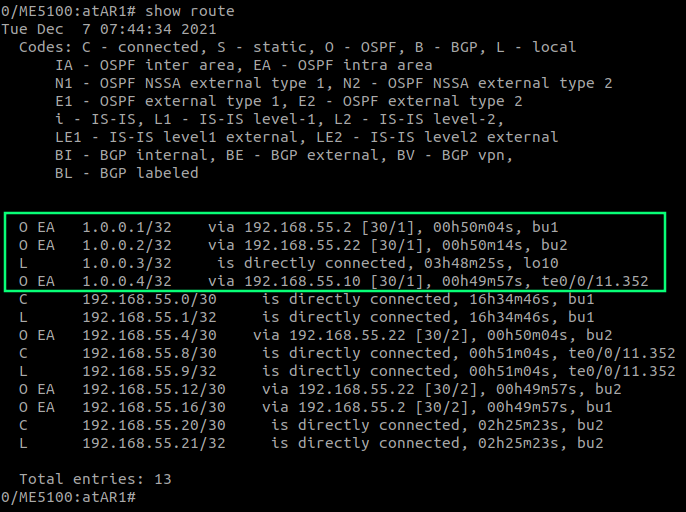 0/ME5100:atAR1# show route
Tue Dec  7 07:44:34 2021
  Codes: C - connected, S - static, O - OSPF, B - BGP, L - local
      IA - OSPF inter area, EA - OSPF intra area
      N1 - OSPF NSSA external type 1, N2 - OSPF NSSA external type 2
      E1 - OSPF external type 1, E2 - OSPF external type 2
      i - IS-IS, L1 - IS-IS level-1, L2 - IS-IS level-2,
      LE1 - IS-IS level1 external, LE2 - IS-IS level2 external
      BI - BGP internal, BE - BGP external, BV - BGP vpn,
      BL - BGP labeled
  O EA   1.0.0.1/32    via 192.168.55.2 [30/1], 00h50m04s, bu1
  O EA   1.0.0.2/32    via 192.168.55.22 [30/1], 00h50m14s, bu2
  L      1.0.0.3/32     is directly connected, 03h48m25s, lo10
  O EA   1.0.0.4/32    via 192.168.55.10 [30/1], 00h49m57s, te0/0/11.352
  C      192.168.55.0/30     is directly connected, 16h34m46s, bu1
  L      192.168.55.1/32     is directly connected, 16h34m46s, bu1
  O EA   192.168.55.4/30    via 192.168.55.22 [30/2], 00h50m04s, bu2
  C      192.168.55.8/30     is directly connected, 00h51m04s, te0/0/11.352
  L      192.168.55.9/32     is directly connected, 00h51m04s, te0/0/11.352
  O EA   192.168.55.12/30    via 192.168.55.22 [30/2], 00h49m57s, bu2
  O EA   192.168.55.16/30    via 192.168.55.2 [30/2], 00h49m57s, bu1
  C      192.168.55.20/30     is directly connected, 02h25m23s, bu2
  L      192.168.55.21/32     is directly connected, 02h25m23s, bu2
  Total entries: 13
0/ME5100:atAR1#